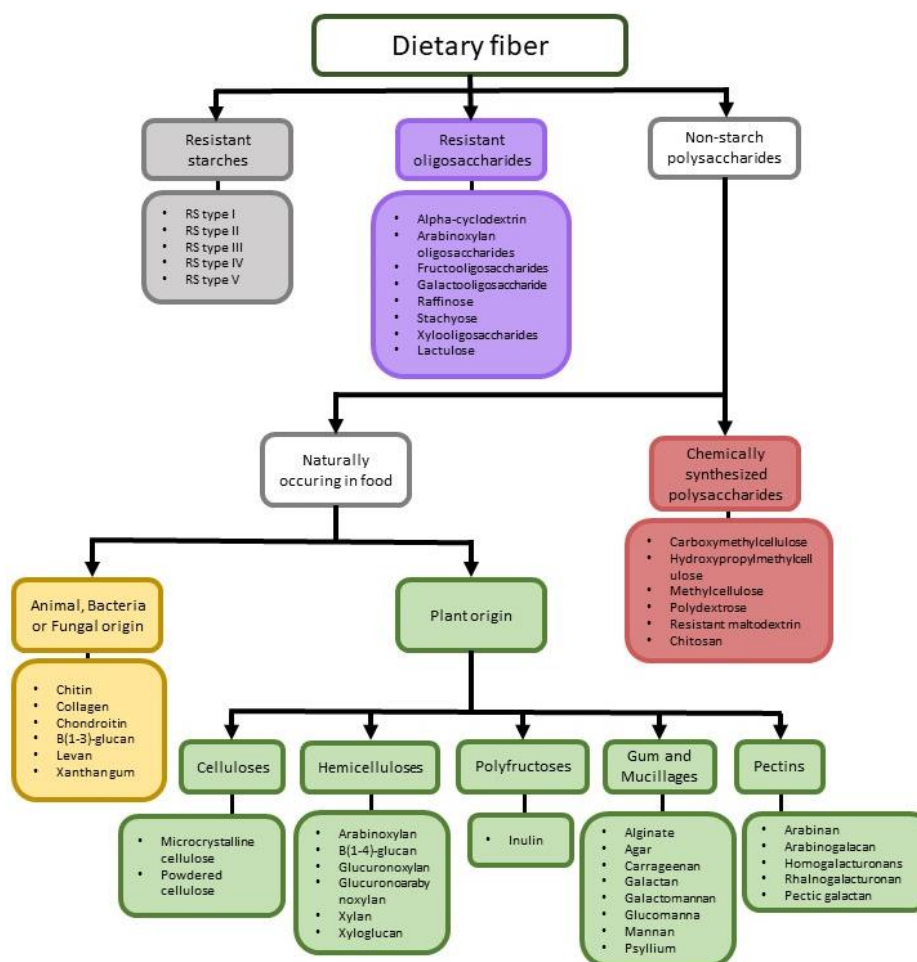 Dietary fiber
Resistant
starches
Resistant
oligosaccharides
Non-starch
polysaccharides
RS type I
RS type II
RS type III
RS type IV
RS type V
Alpha-cyclodextrin
Arabinoxylan
oligosaccharides
Fructooligosaccharides
Galactooligosaccharide
Raffinose
Stachyose
Xylooligosaccharides
Lactulose
Naturally
occuring in food
Chemically
synthesized
polysaccharides
Carboxymethylcellulose
Hydroxypropylmethylcell
ulose
Methylcellulose
Polydextrose
Resistant maltodextrin
Chitosan
Animal, Bacteria
or Fungal origin
Plant origin
Chitin
Collagen
Chondroitin
B(1-3)-glucan
Levan
Xanthan gum
Celluloses
Hemicelluloses
Polyfructoses
Gum and
Mucillages
Pectins
Microcrystalline
cellulose
Powdered
cellulose
Arabinoxylan
B(1-4)-glucan
Glucuronoxylan
Glucuronoaraby
noxylan
Xylan
Xyloglucan
Inulin
Alginate
Agar
Carrageenan
Galactan
Galactomannan
Glucomanna
Mannan
Psyllium
Arabinan
Arabinogalacan
Homogalacturonans
Rhalnogalacturonan
Pectic galactan